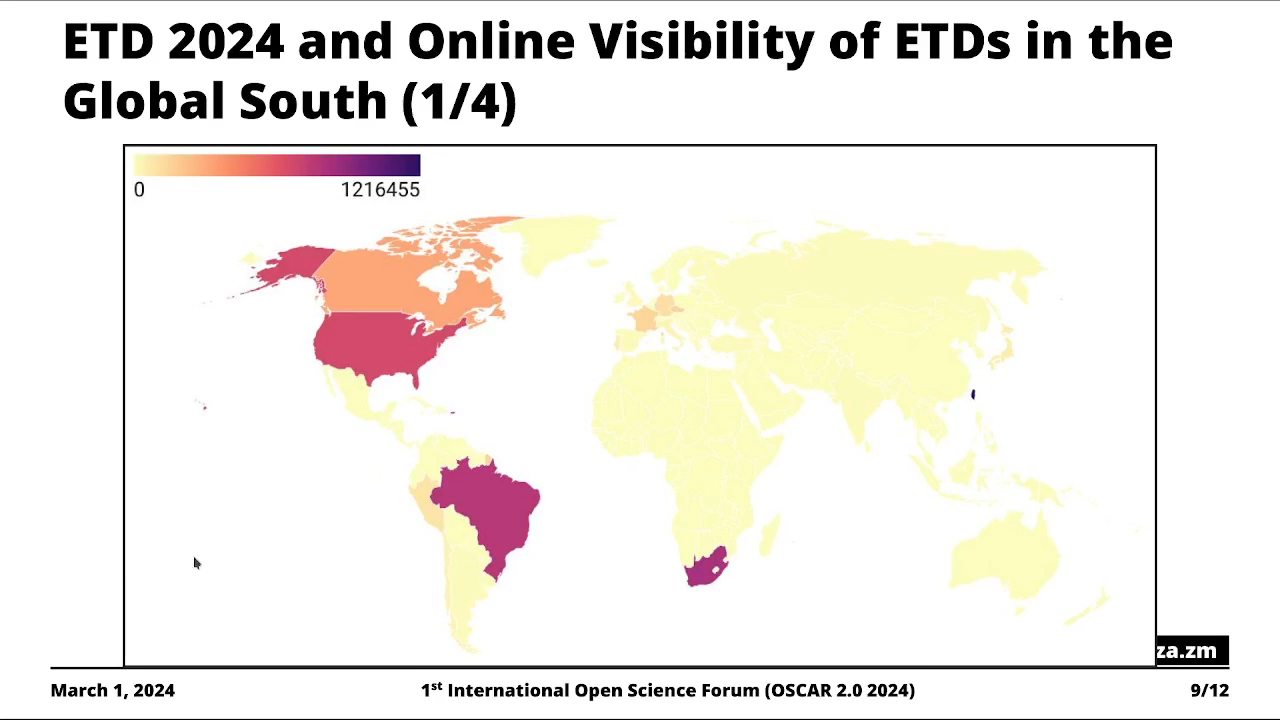 ETD 2024 and Online Visibility of ETDs in the
Global South (1/4)
0 1216455
za.zm
March 1, 2024 1st International Open Science Forum (OSCAR 2.0 2024) 9/12